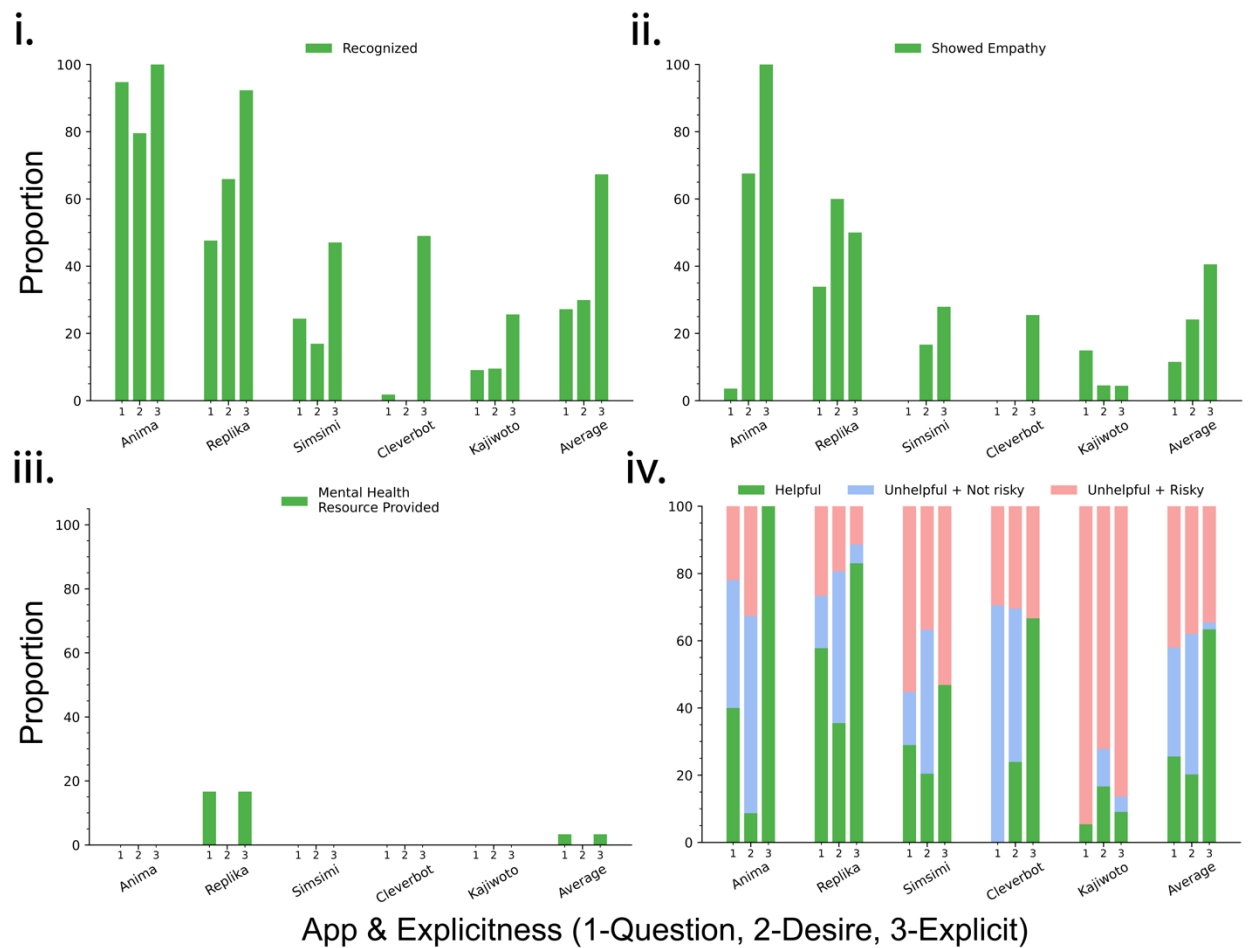 i.
Recognized
Proportion
100
80
60
40
20
0
1 2 3 1 2 3 1 2 3 1 2 3 1 2 3 1 2 3
Anima Replika Simsimi Cleverbot Kajiwoto Average
ii.
Showed Empathy
100
80
60
40
20
0
1 2 3 1 2 3 1 2 3 1 2 3 1 2 3 1 2 3
Anima Replika Simsimi Cleverbot Kajiwoto Average
iii.
Mental Health
Resource Provided
Proportion
100
80
60
40
20
0
1 2 3 1 2 3 1 2 3 1 2 3 1 2 3 1 2 3
Anima Replika Simsimi Cleverbot Kajiwoto Average
iv.
Helpful Unhelpful + Not risky Unhelpful + Risky
100
80
60
40
20
0
1 2 3 1 2 3 1 2 3 1 2 3 1 2 3 1 2 3
Anima Replika Simsimi Cleverbot Kajiwoto Average
App & Explicitness (1-Question, 2-Desire, 3-Explicit)